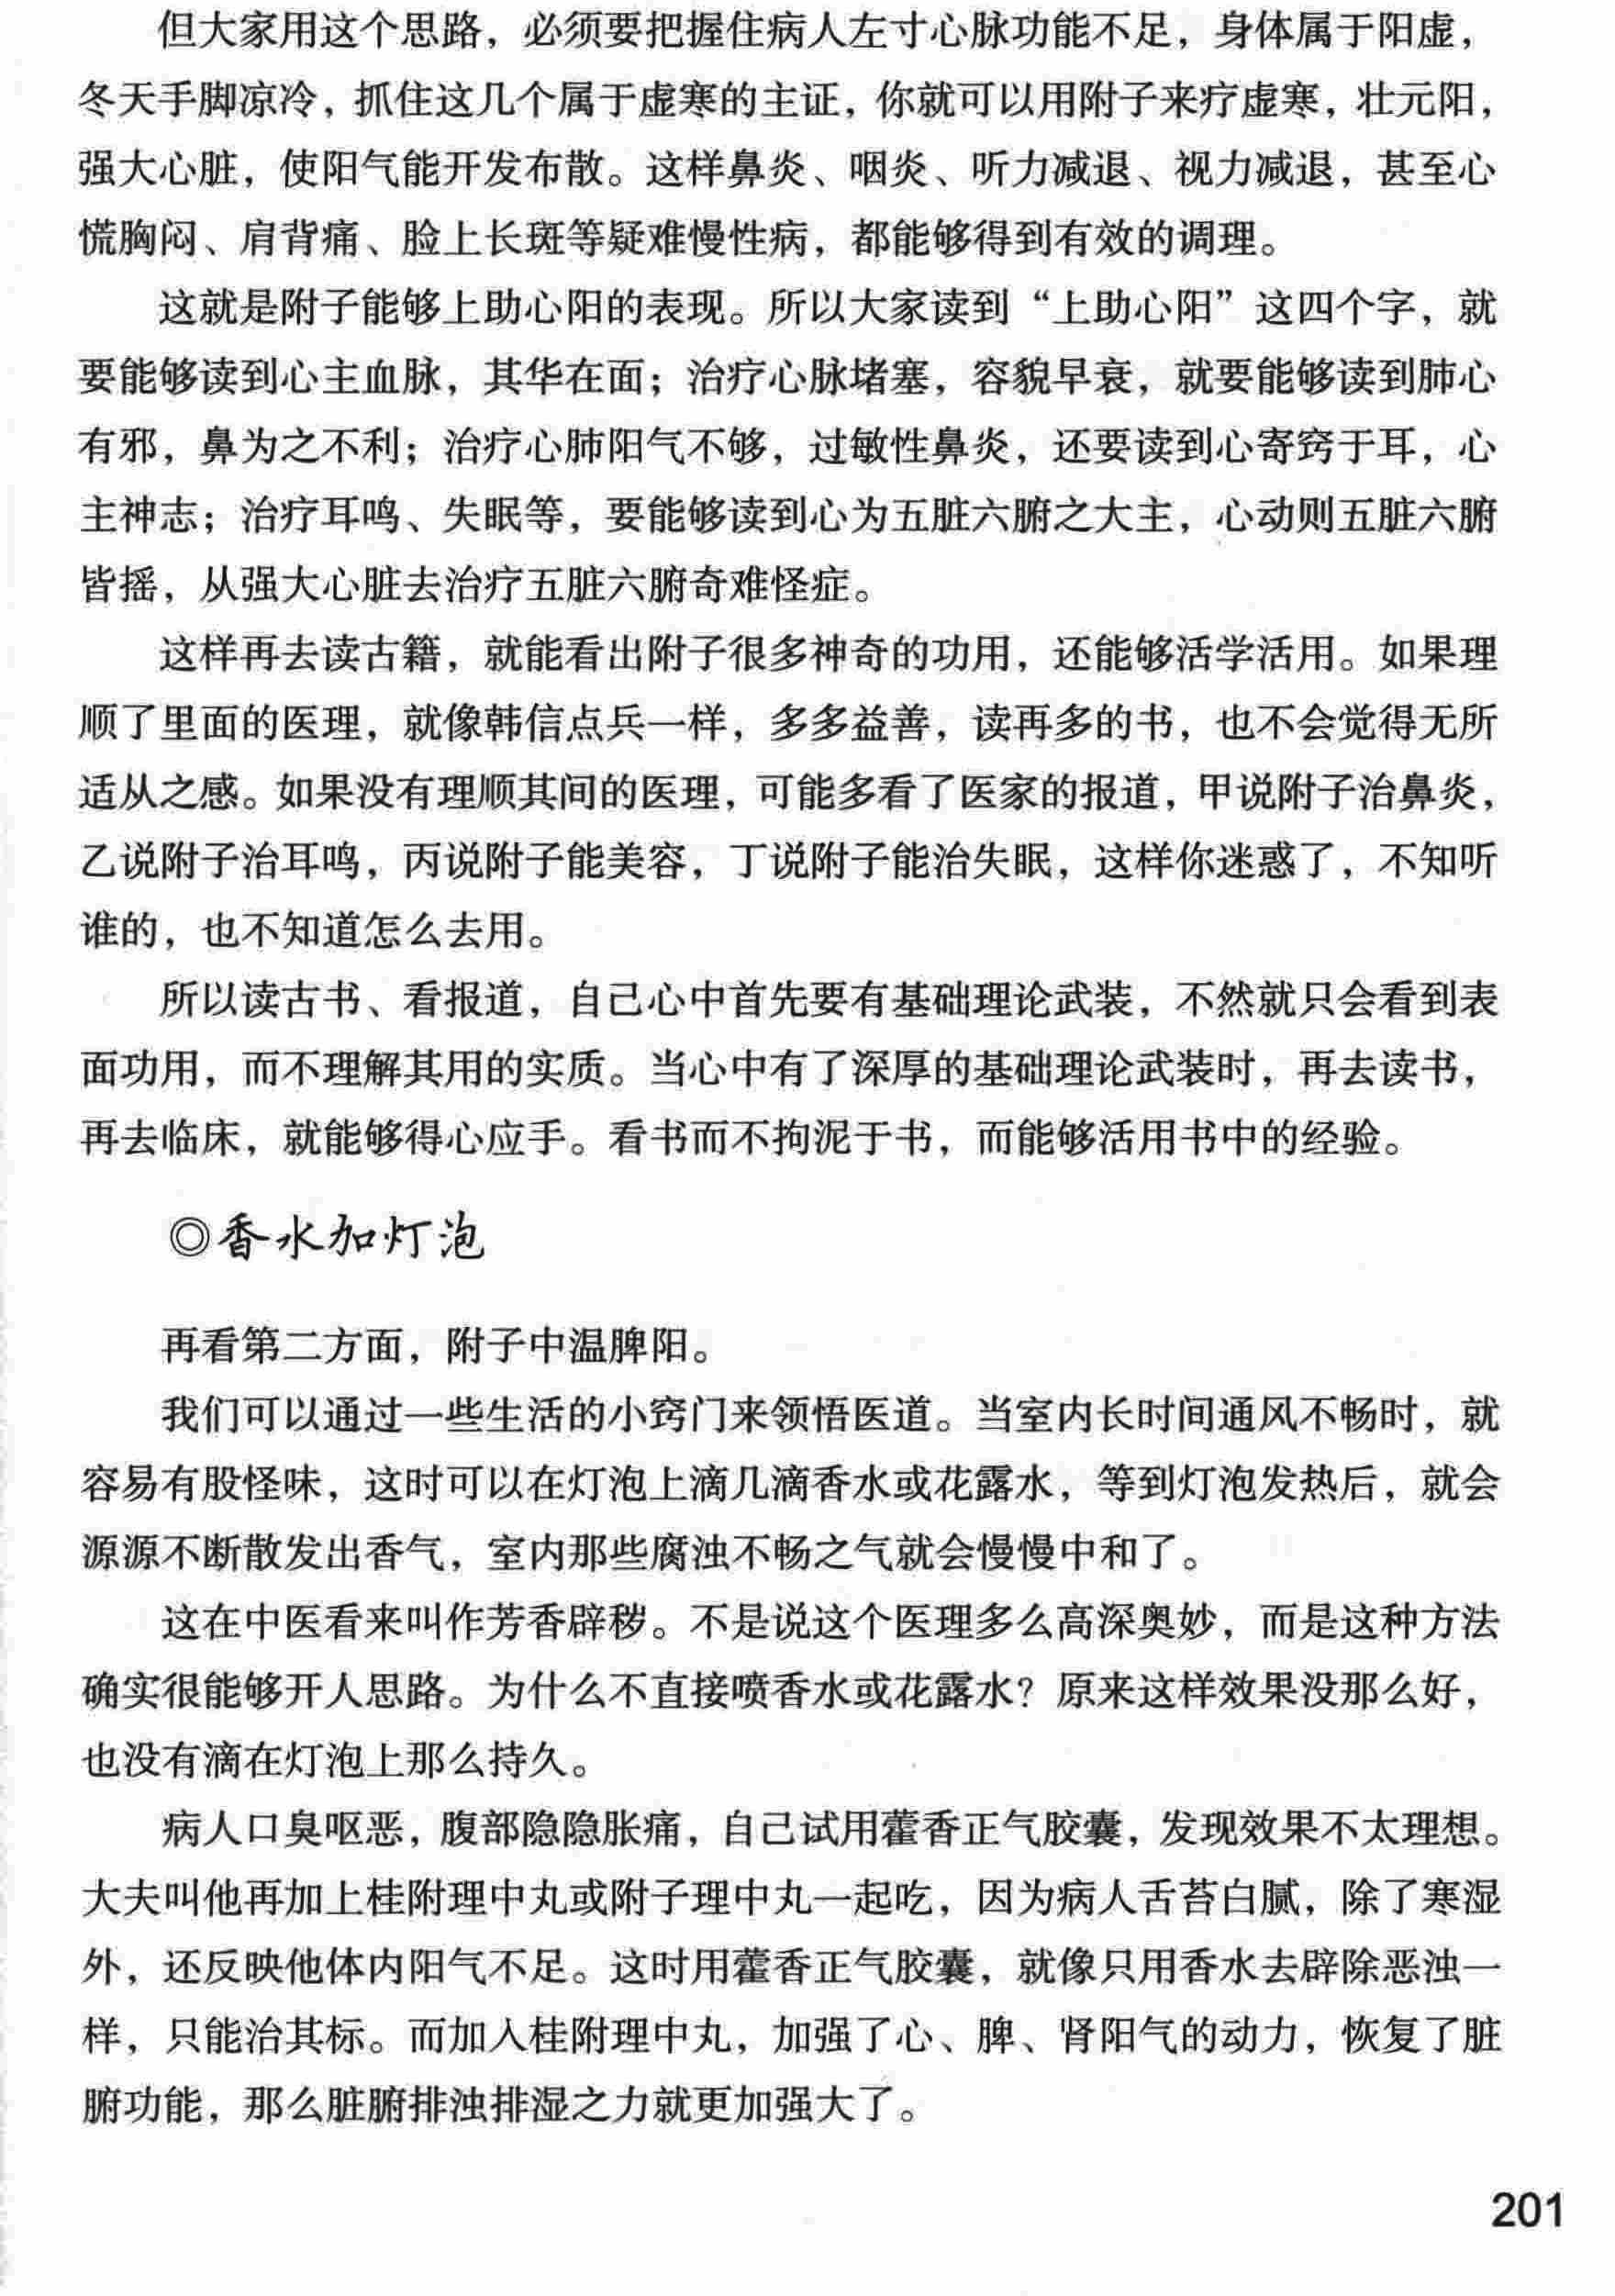 但大家用这个思路，必须要把握住病人左寸心脉功能不足，身体属于阳虚，
冬天手脚凉冷，抓住这几个属于虚寒的主证，你就可以用附子来疗虚寒，壮元阳，
强大心脏，使阳气能开发布散。这样鼻炎、咽炎、听力减退、视力减退，甚至心
慌胸闷、肩背痛、脸上长斑等疑难慢性病，都能够得到有效的调理。
这就是附子能够上助心阳的表现。所以大家读到“上助心阳”这四个字，就
要能够读到心主血脉，其华在面；治疗心脉堵塞，容貌早衰，就要能够读到肺心
有邪，鼻为之不利；治疗心肺阳气不够，过敏性鼻炎，还要读到心寄窍于耳，心
主神志；治疗耳鸣、失眠等，要能够读到心为五脏六腑之大主，心动则五脏六腑
皆摇，从强大心脏去治疗五脏六腑奇难怪症。
这样再去读古籍，就能看出附子很多神奇的功用，还能够活学活用。如果理
顺了里面的医理，就像韩信点兵一样，多多益善，读再多的书，也不会觉得无所
适从之感。如果没有理顺其间的医理，可能多看了医家的报道，甲说附子治鼻炎，
乙说附子治耳鸣，丙说附子能美容，丁说附子能治失眠，这样你迷惑了，不知听
谁的，也不知道怎么去用。
所以读古书、看报道，自己心中首先要有基础理论武装，不然就只会看到表
面功用，而不理解其用的实质。当心中有了深厚的基础理论武装时，再去读书，
再去临床，就能够得心应手。看书而不拘泥于书，而能够活用书中的经验。
◎香水加灯泡
再看第二方面，附子中温脾阳。
我们可以通过一些生活的小窍门来领悟医道。当室内长时间通风不畅时，就
容易有股怪味，这时可以在灯泡上滴几滴香水或花露水，等到灯泡发热后，就会
源源不断散发出香气，室内那些腐浊不畅之气就会慢慢中和了。
这在中医看来叫作芳香辟秽。不是说这个医理多么高深奥妙，而是这种方法
确实很能够开人思路。为什么不直接喷香水或花露水？原来这样效果没那么好，
也没有滴在灯泡上那么持久。
病人口臭呕恶，腹部隐隐胀痛，自己试用藿香正气胶囊，发现效果不太理想。
大夫叫他再加上桂附理中丸或附子理中丸一起吃，因为病人舌苔白腻，除了寒湿
外，还反映他体内阳气不足。这时用藿香正气胶囊，就像只用香水去辟除恶浊一
样，只能治其标。而加入桂附理中丸，加强了心、脾、肾阳气的动力，恢复了脏
腑功能，那么脏腑排浊排湿之力就更加强大了。
201